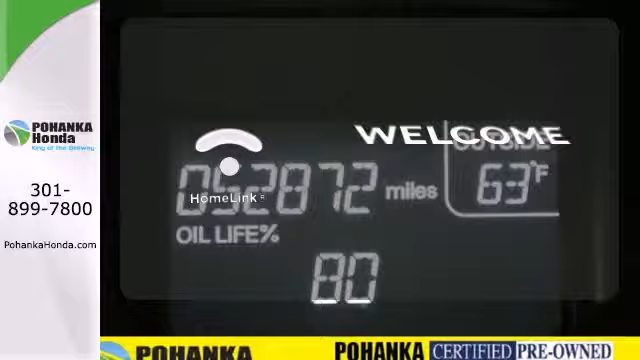 POHANKA
Honda
King of the Beltway
301-
899-7800
PohankaHonda.com
WELCOME
OUTSIDE
HomeLink
052872 miles
63°F
OIL LIFE%
80
POHANKA
POHANKA CERTIFIED PRE-OWNED